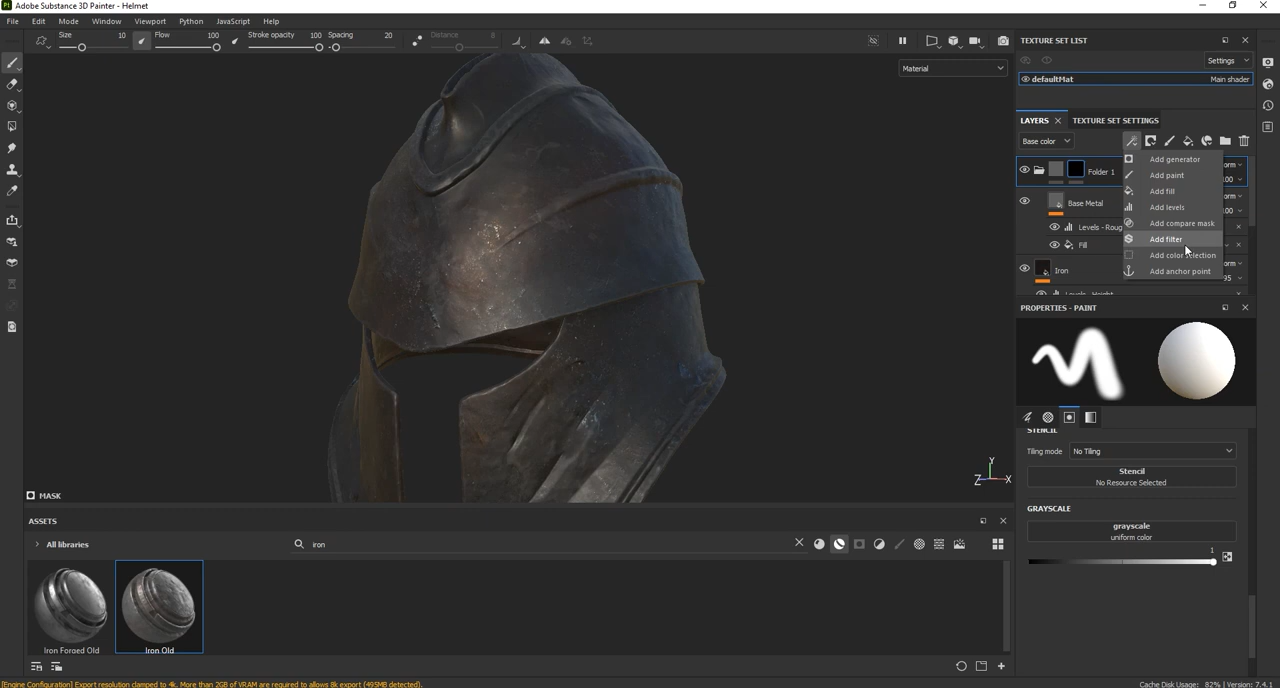 Pt Adobe Substance 3D Painter - Helmet
File Edit Mode Window Viewport Python JavaScript Help
Size 10 Flow 100 Stroke opacity 100 Spacing 20 Distance 8
Material
TEXTURE SET LIST
Settings
defaultMat Main shader
LAYERS TEXTURE SET SETTINGS
Base color
Add generator
Add paint
Add fill
Add levels
Add compare mask
Add filter
Add color selection
Add anchor point
Folder 1
Base Metal
Levels - Roug
Fill
Iron
Levels - Height
PROPERTIES - PAINT
STENCIL
Tiling mode No Tiling
Stencil
No Resource Selected
GRAYSCALE
grayscale
uniform color
1
Z Y X
MASK
ASSETS
All libraries
iron
Iron Forged Old
Iron Old
[Engine Configuration] Export resolution clamped to 4k. More than 2GB of VRAM are required to allows 8k export (495MB detected).
Cache Disk Usage: 82% | Version: 7.4.1